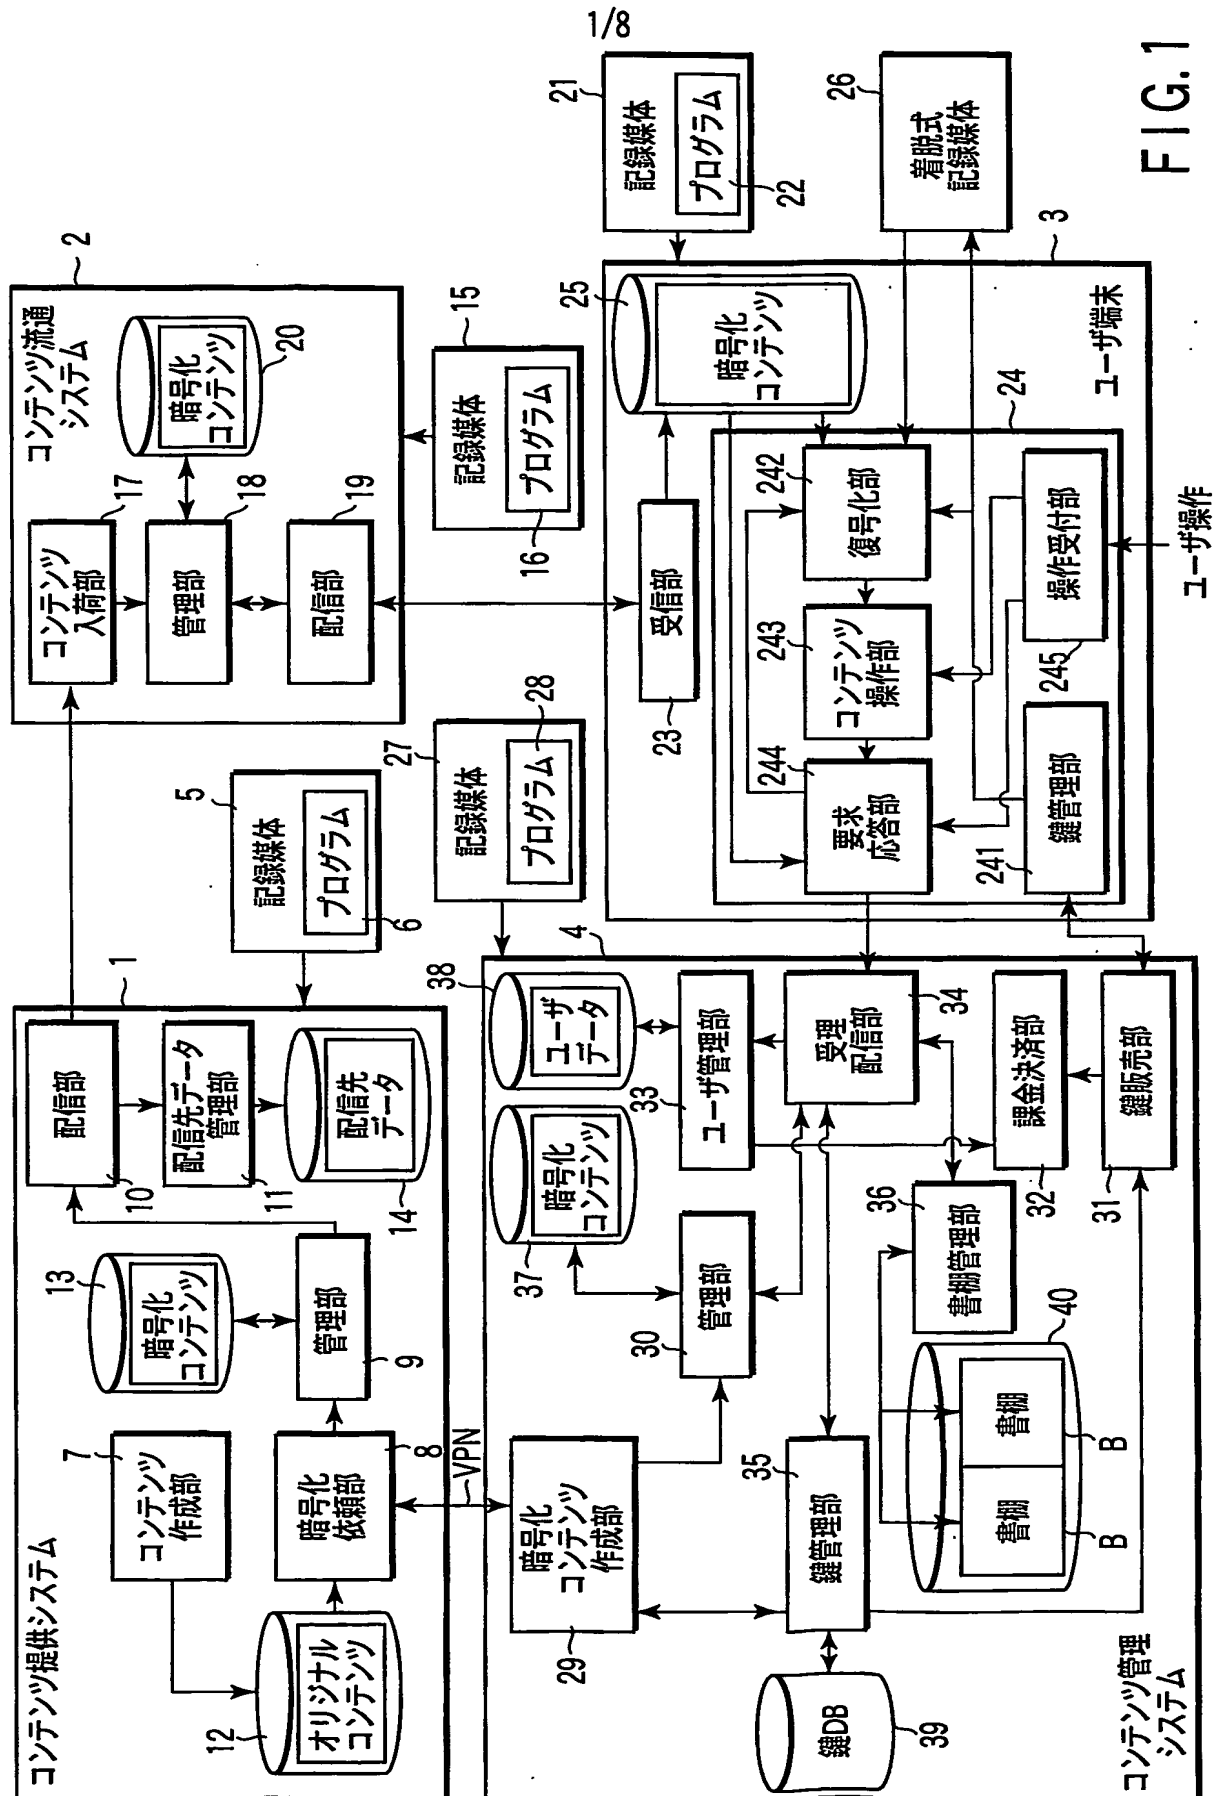 1/8
FIG. 1
コンテンツ提供システム
1
コンテンツ
作成部
7
オリジナル
コンテンツ
12
暗号化
依頼部
8
暗号化
コンテンツ
13
管理部
9
配信部
10
配信先データ
管理部
11
配信先
データ
14
記録媒体
5
プログラム
6
コンテンツ流通
システム
2
コンテンツ
入荷部
17
管理部
18
配信部
19
暗号化
コンテンツ
20
記録媒体
15
プログラム
16
VPN
コンテンツ管理
システム
4
暗号化
コンテンツ
作成部
29
管理部
30
暗号化
コンテンツ
37
ユーザ
データ
38
ユーザ管理部
33
受理
配信部
34
鍵管理部
35
鍵DB
39
書棚管理部
36
書棚
B
書棚
B
40
課金決済部
32
鍵販売部
31
記録媒体
27
プログラム
28
ユーザ端末
3
受信部
23
暗号化
コンテンツ
25
24
要求
応答部
244
コンテンツ
操作部
243
復号化部
242
鍵管理部
241
操作受付部
245
ユーザ操作
記録媒体
21
プログラム
22
着脱式
記録媒体
26